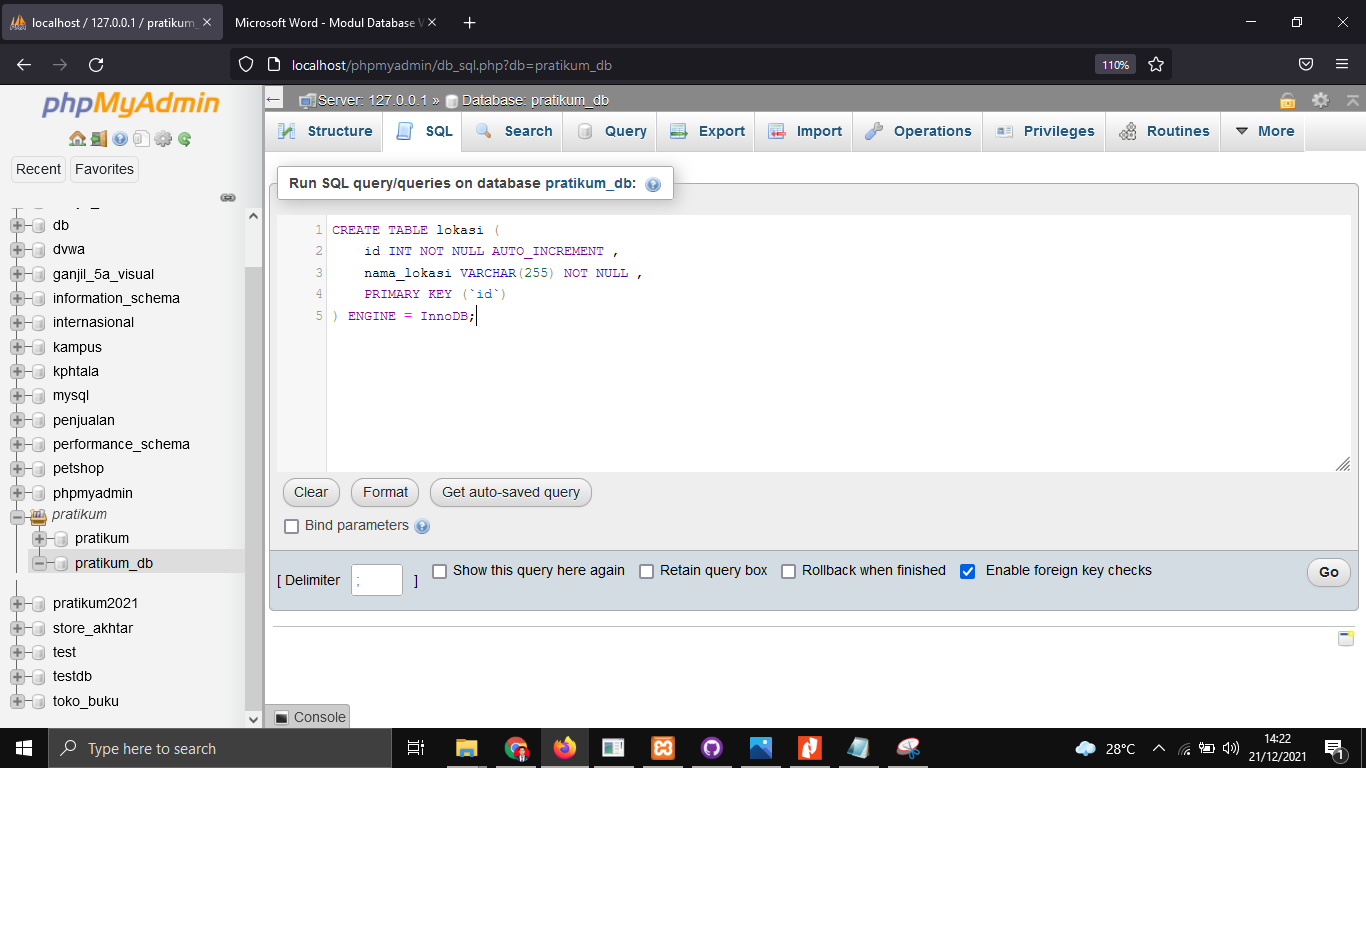 localhost / 127.0.0.1 / pratikum_
Microsoft Word - Modul Database V
localhost/phpmyadmin/db_sql.php?db=pratikum_db
110%
phpMyAdmin
Recent
Favorites
db
dvwa
ganjil_5a_visual
information_schema
internasional
kampus
kphtala
mysql
penjualan
performance_schema
petshop
phpmyadmin
pratikum
pratikum
pratikum_db
pratikum2021
store_akhtar
test
testdb
toko_buku
Server: 127.0.0.1 » Database: pratikum_db
Structure SQL Search Query Export Import Operations Privileges Routines More
Run SQL query/queries on database pratikum_db:
1 CREATE TABLE lokasi (
2 id INT NOT NULL AUTO_INCREMENT ,
3 nama_lokasi VARCHAR(255) NOT NULL ,
4 PRIMARY KEY (`id`)
5 ) ENGINE = InnoDB;
Clear Format Get auto-saved query
Bind parameters
[ Delimiter ; ] Show this query here again Retain query box Rollback when finished Enable foreign key checks Go
Console
Type here to search
28°C
14:22
21/12/2021
1